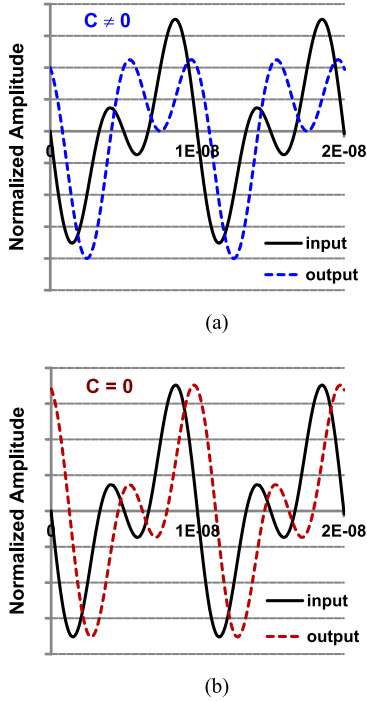 C ≠ 0
Normalized Amplitude
0
1E-08
2E-08
input
output
(a)
C = 0
Normalized Amplitude
0
1E-08
2E-08
input
output
(b)